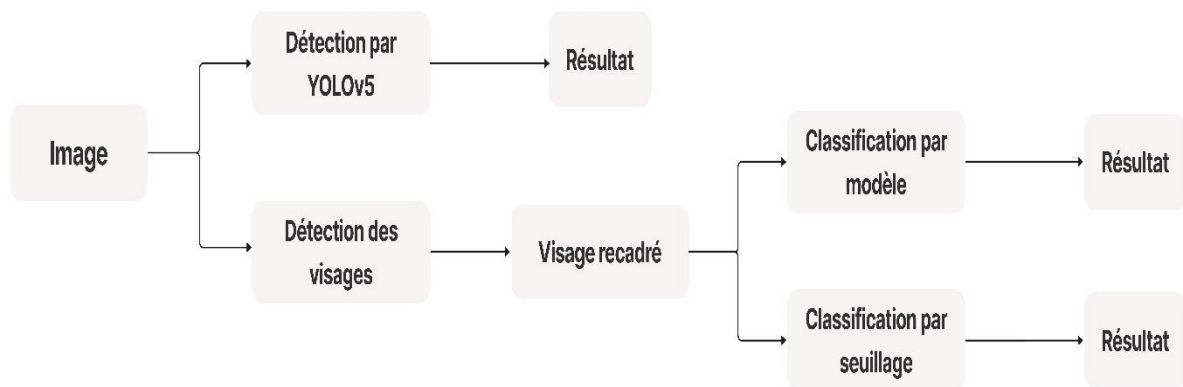 Image
Détection par
YOLOv5
Résultat
Détection des
visages
Visage recadré
Classification par
modèle
Résultat
Classification par
seuillage
Résultat